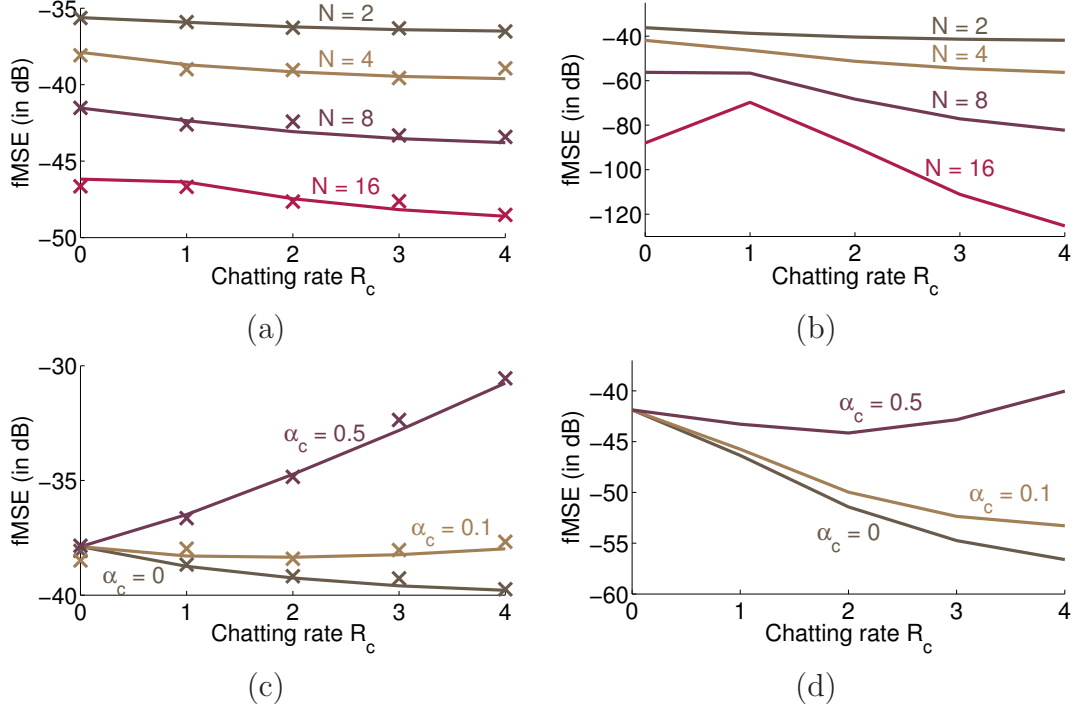 −35
−40
−45
−50
fMSE (in dB)
N = 2
N = 4
N = 8
N = 16
0 1 2 3 4
Chatting rate R_c
(a)
−40
−60
−80
−100
−120
fMSE (in dB)
N = 2
N = 4
N = 8
N = 16
0 1 2 3 4
Chatting rate R_c
(b)
−30
−35
−40
fMSE (in dB)
α_c = 0.5
α_c = 0.1
α_c = 0
0 1 2 3 4
Chatting rate R_c
(c)
−40
−45
−50
−55
−60
fMSE (in dB)
α_c = 0.5
α_c = 0.1
α_c = 0
0 1 2 3 4
Chatting rate R_c
(d)